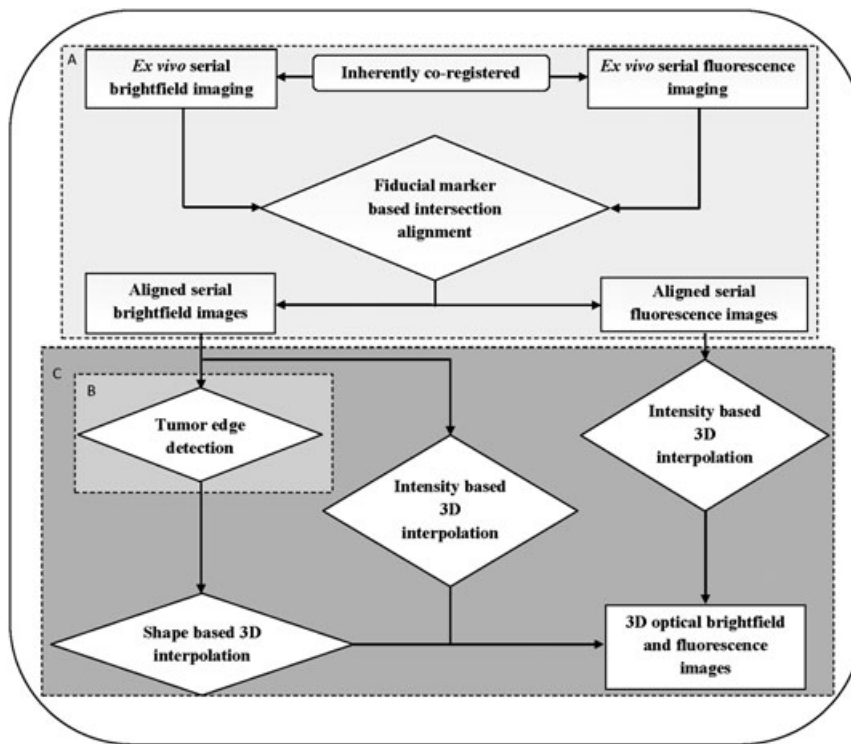 A
Ex vivo serial
brightfield imaging
Inherently co-registered
Ex vivo serial fluorescence
imaging
Fiducial marker
based intersection
alignment
Aligned serial
brightfield images
Aligned serial
fluorescence images
C
B
Tumor edge
detection
Intensity based
3D
interpolation
Intensity based
3D
interpolation
Shape based 3D
interpolation
3D optical brightfield
and fluorescence
images